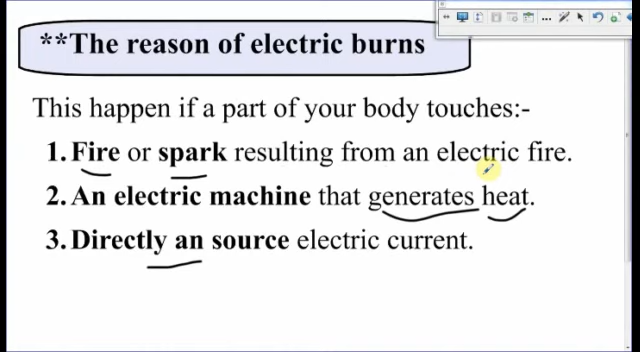 **The reason of electric burns
This happen if a part of your body touches:-
1. Fire or spark resulting from an electric fire.
2. An electric machine that generates heat.
3. Directly an source electric current.